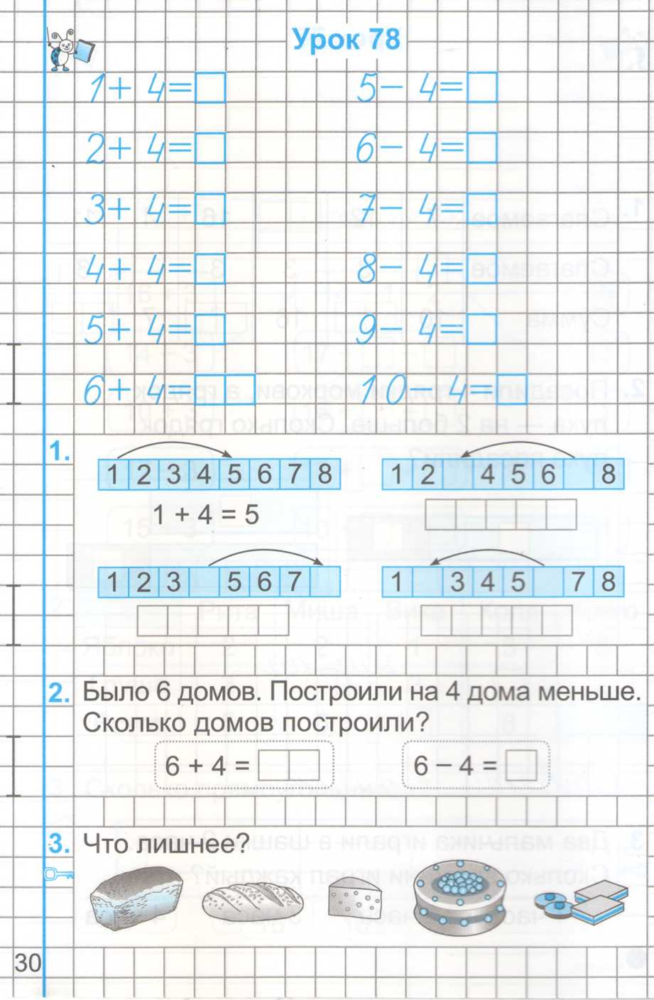 Урок 78
1 + 4 = 5 − 4 =
2 + 4 = 6 − 4 =
3 + 4 = 7 − 4 =
4 + 4 = 8 − 4 =
5 + 4 = 9 − 4 =
6 + 4 = 10 − 4 =
1.
1 2 3 4 5 6 7 8 1 2 4 5 6 8
1 + 4 = 5
1 2 3 5 6 7 1 3 4 5 7 8
2. Было 6 домов. Построили на 4 дома меньше.
Сколько домов построили?
6 + 4 = 6 − 4 =
3. Что лишнее?
30